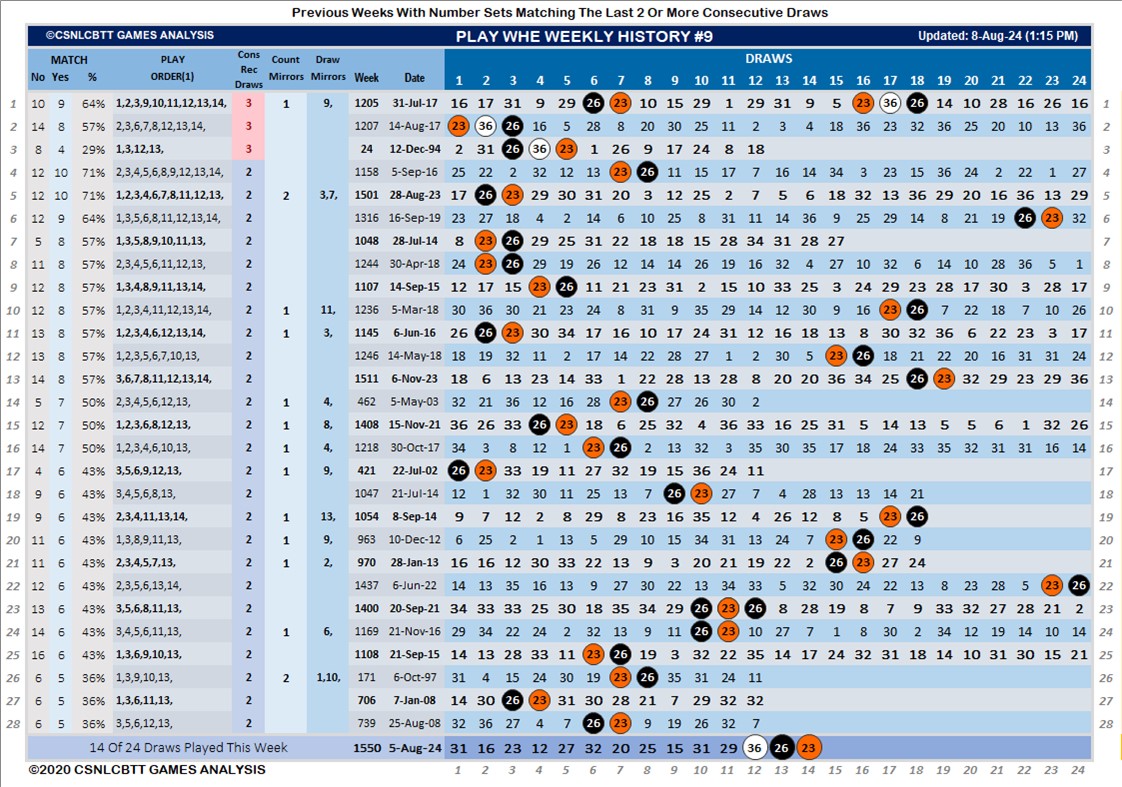 Previous Weeks With Number Sets Matching The Last 2 Or More Consecutive Draws
©CSNLCBTT GAMES ANALYSIS PLAY WHE WEEKLY HISTORY #9 Updated: 8-Aug-24 (1:15 PM)
MATCH PLAY Cons Rec Draws Count Mirrors Draw Mirrors DRAWS
No Yes % ORDER(1) Week Date 1 2 3 4 5 6 7 8 9 10 11 12 13 14 15 16 17 18 19 20 21 22 23 24
1 10 9 64% 1,2,3,9,10,11,12,13,14, 3 1 9, 1205 31-Jul-17 16 17 31 9 29 26 23 10 15 29 1 29 31 9 5 16 23 36 26 14 10 28 16 26 16 1
2 14 8 57% 2,3,6,7,8,12,13,14, 3 1207 14-Aug-17 23 36 26 16 5 28 8 20 30 25 11 2 3 4 18 36 23 32 36 25 20 10 13 36 2
3 8 4 29% 1,3,12,13, 3 24 12-Dec-94 2 31 26 36 23 1 26 9 17 24 8 18 3
4 12 10 71% 2,3,4,5,6,8,9,12,13,14, 2 1158 5-Sep-16 25 22 2 32 12 13 23 26 11 15 17 7 16 14 34 3 23 15 36 24 2 22 1 27 4
5 12 10 71% 1,2,3,4,6,7,8,11,12,13, 2 2 3,7, 1501 28-Aug-23 17 26 23 29 30 31 20 3 12 25 2 7 5 6 18 32 13 36 29 20 16 36 13 29 5
6 12 9 64% 1,3,5,6,8,11,12,13,14, 2 1316 16-Sep-19 23 27 18 4 2 14 6 10 25 8 31 11 14 36 9 25 29 14 8 21 19 26 23 32 6
7 5 8 57% 1,3,5,8,9,10,11,13, 2 1048 28-Jul-14 8 23 26 29 25 31 22 18 18 15 28 34 31 28 27 7
8 11 8 57% 2,3,4,5,6,11,12,13, 2 1244 30-Apr-18 24 23 26 29 19 26 12 14 14 26 19 16 32 4 27 10 32 6 14 10 28 36 5 1 8
9 12 8 57% 1,3,4,8,9,11,13,14, 2 1107 14-Sep-15 12 17 15 23 26 11 21 23 31 2 15 10 33 25 3 24 29 23 28 17 30 3 28 17 9
10 12 8 57% 1,2,3,4,11,12,13,14, 2 1 11, 1236 5-Mar-18 30 36 30 21 23 24 8 31 9 35 29 14 12 30 9 16 23 26 7 22 18 7 10 26 10
11 13 8 57% 1,2,3,4,6,12,13,14, 2 1 3, 1145 6-Jun-16 26 26 23 30 34 17 16 10 17 24 31 12 16 18 13 8 30 32 36 6 22 23 3 17 11
12 13 8 57% 1,2,3,5,6,7,10,13, 2 1246 14-May-18 18 19 32 11 2 17 14 22 28 27 1 2 30 5 23 26 18 21 22 20 16 31 31 24 12
13 14 8 57% 3,6,7,8,11,12,13,14, 2 1511 6-Nov-23 18 6 13 23 14 33 1 22 28 13 28 8 20 20 36 34 25 26 23 32 29 23 29 36 13
14 5 7 50% 2,3,4,5,6,12,13, 2 1 4, 462 5-May-03 32 21 36 12 16 28 23 26 27 26 30 2 14
15 12 7 50% 1,2,3,6,8,12,13, 2 1 8, 1408 15-Nov-21 36 26 33 26 23 18 6 25 32 4 36 33 16 25 31 5 14 13 5 5 6 1 32 26 15
16 14 7 50% 1,2,3,4,6,10,13, 2 1 4, 1218 30-Oct-17 34 3 8 12 1 23 26 2 13 32 3 35 30 35 17 18 24 33 35 32 31 31 16 14 16
17 4 6 43% 3,5,6,9,12,13, 2 1 9, 421 22-Jul-02 26 23 33 19 11 27 32 19 15 36 24 11 17
18 9 6 43% 3,4,5,6,8,13, 2 1047 21-Jul-14 12 1 32 30 11 25 13 7 26 23 27 7 4 28 13 13 14 21 18
19 9 6 43% 2,3,4,11,13,14, 2 1 13, 1054 8-Sep-14 9 7 12 2 8 29 8 23 16 35 12 4 26 12 8 5 23 26 19
20 11 6 43% 1,3,8,9,11,13, 2 1 9, 963 10-Dec-12 6 25 2 1 13 5 29 10 15 34 31 13 24 7 23 26 22 9 20
21 11 6 43% 2,3,4,5,7,13, 2 1 2, 970 28-Jan-13 16 16 12 30 33 22 13 9 3 20 21 19 22 2 26 23 27 24 21
22 12 6 43% 2,3,5,6,13,14, 2 1437 6-Jun-22 14 13 35 16 13 9 27 30 22 13 34 33 5 32 30 24 22 13 8 23 28 5 23 26 22
23 13 6 43% 3,5,6,8,11,13, 2 1400 20-Sep-21 34 33 33 25 30 18 35 34 29 26 23 26 8 28 19 8 7 9 33 32 27 28 21 2 23
24 14 6 43% 3,4,5,6,11,13, 2 1 6, 1169 21-Nov-16 29 34 22 24 2 32 13 9 11 26 23 10 27 7 1 8 30 2 34 12 19 14 10 14 24
25 16 6 43% 1,3,6,9,10,13, 2 1108 21-Sep-15 14 13 28 33 11 23 26 19 3 32 22 35 14 17 24 32 31 18 14 10 31 30 15 21 25
26 6 5 36% 1,3,9,10,13, 2 2 1,10, 171 6-Oct-97 31 4 15 24 30 19 23 26 35 31 24 11 26
27 6 5 36% 1,3,6,11,13, 2 706 7-Jan-08 14 30 26 23 31 30 28 21 7 29 32 32 27
28 6 5 36% 3,5,6,12,13, 2 739 25-Aug-08 32 36 27 4 7 26 23 9 19 26 32 7 28
14 Of 24 Draws Played This Week 1550 5-Aug-24 31 16 23 12 27 32 20 25 15 31 29 36 26 23
©2020 CSNLCBTT GAMES ANALYSIS 1 2 3 4 5 6 7 8 9 10 11 12 13 14 15 16 17 18 19 20 21 22 23 24